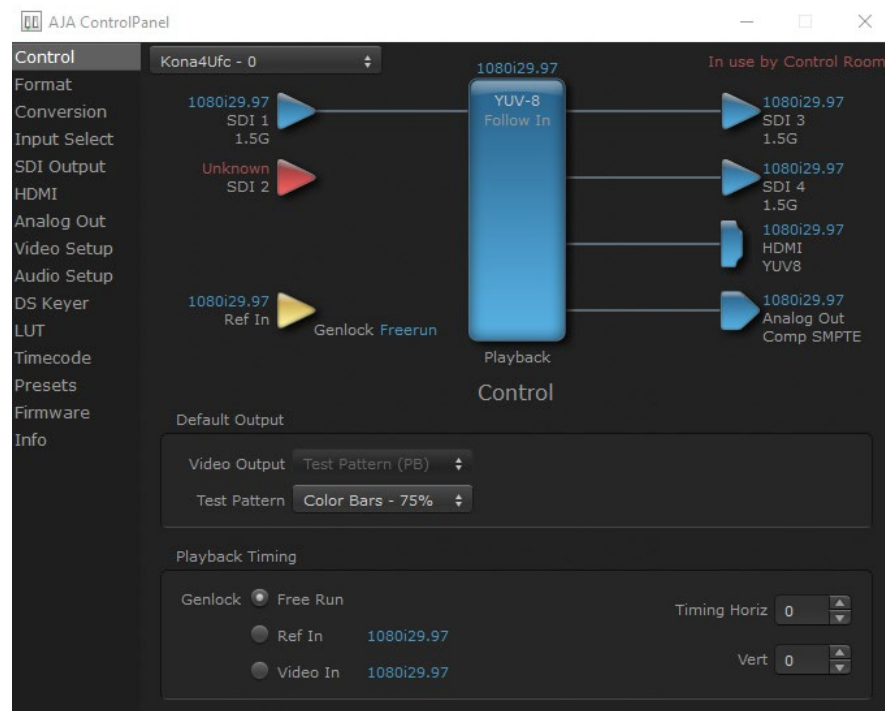 AJA ControlPanel
Control
Format
Conversion
Input Select
SDI Output
HDMI
Analog Out
Video Setup
Audio Setup
DS Keyer
LUT
Timecode
Presets
Firmware
Info
Kona4Ufc - 0
1080i29.97
In use by Control Room
1080i29.97
SDI 1
1.5G
Unknown
SDI 2
1080i29.97
Ref In
Genlock Freerun
YUV-8
Follow In
Playback
1080i29.97
SDI 3
1.5G
1080i29.97
SDI 4
1.5G
1080i29.97
HDMI
YUV8
1080i29.97
Analog Out
Comp SMPTE
Control
Default Output
Video Output Test Pattern (PB)
Test Pattern Color Bars - 75%
Playback Timing
Genlock Free Run
Ref In 1080i29.97
Video In 1080i29.97
Timing Horiz 0
Vert 0